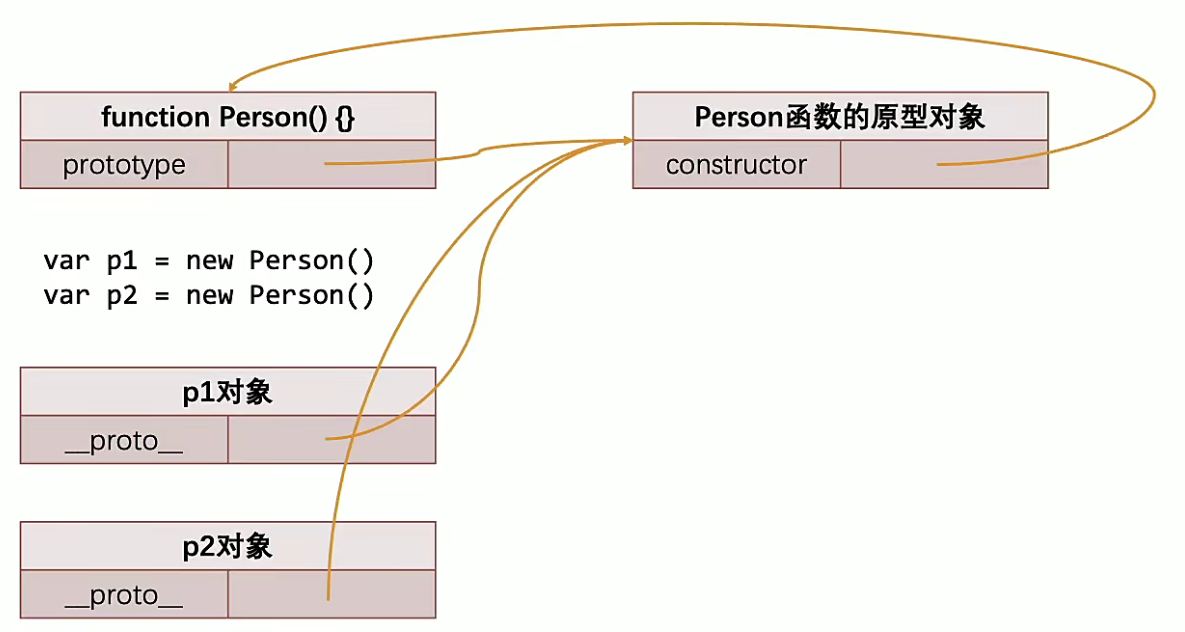 function Person() {}
prototype
Person函数的原型对象
constructor
var p1 = new Person()
var p2 = new Person()
p1对象
__proto__
p2对象
__proto__